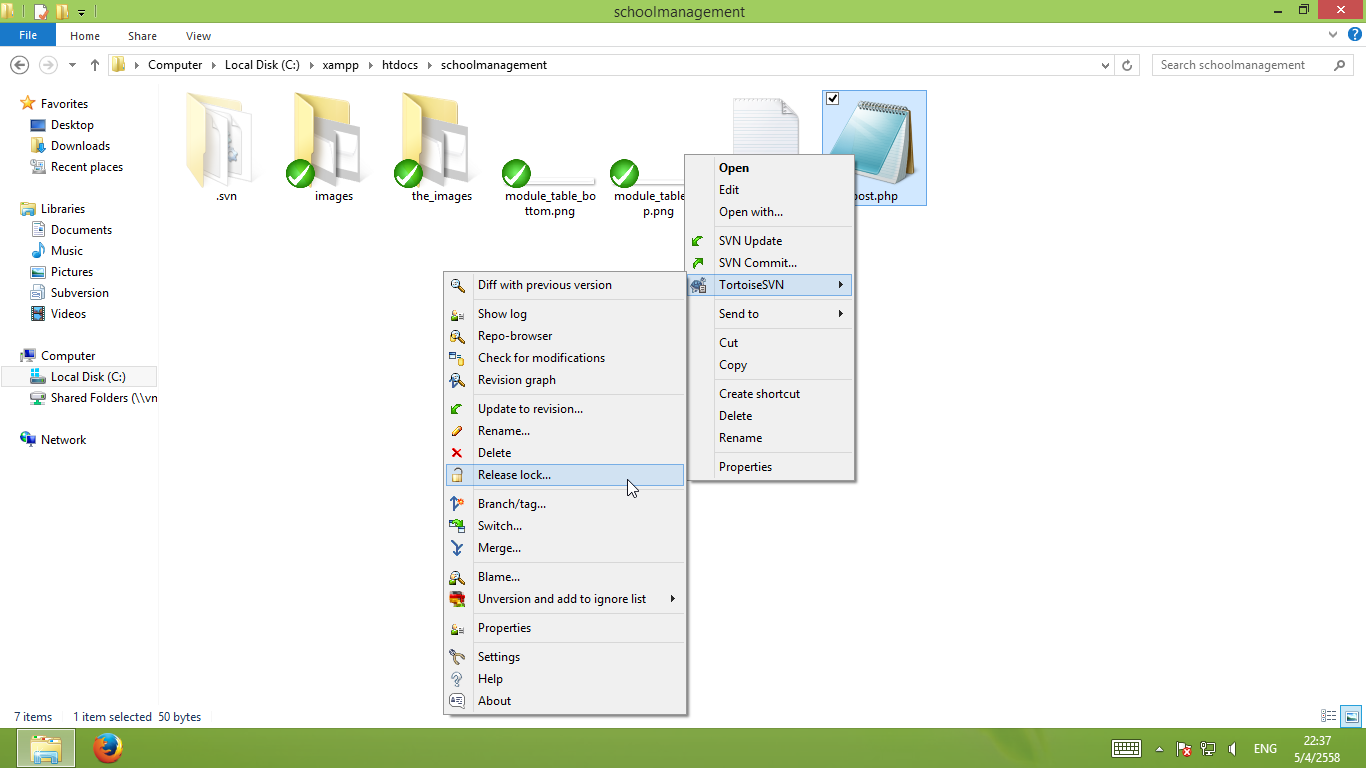 schoolmanagement
File
Home
Share
View
Computer
Local Disk (C:)
xampp
htdocs
schoolmanagement
Search schoolmanagement
Favorites
Desktop
Downloads
Recent places
Libraries
Documents
Music
Pictures
Subversion
Videos
Computer
Local Disk (C:)
Shared Folders (\\vn
Network
.svn
images
the_images
module_table_bo
ttom.png
module_table
p.png
post.php
Open
Edit
Open with...
SVN Update
SVN Commit...
TortoiseSVN
Send to
Cut
Copy
Create shortcut
Delete
Rename
Properties
Diff with previous version
Show log
Repo-browser
Check for modifications
Revision graph
Update to revision...
Rename...
Delete
Release lock...
Branch/tag...
Switch...
Merge...
Blame...
Unversion and add to ignore list
Properties
Settings
Help
About
7 items
1 item selected 50 bytes
ENG
22:37
5/4/2558